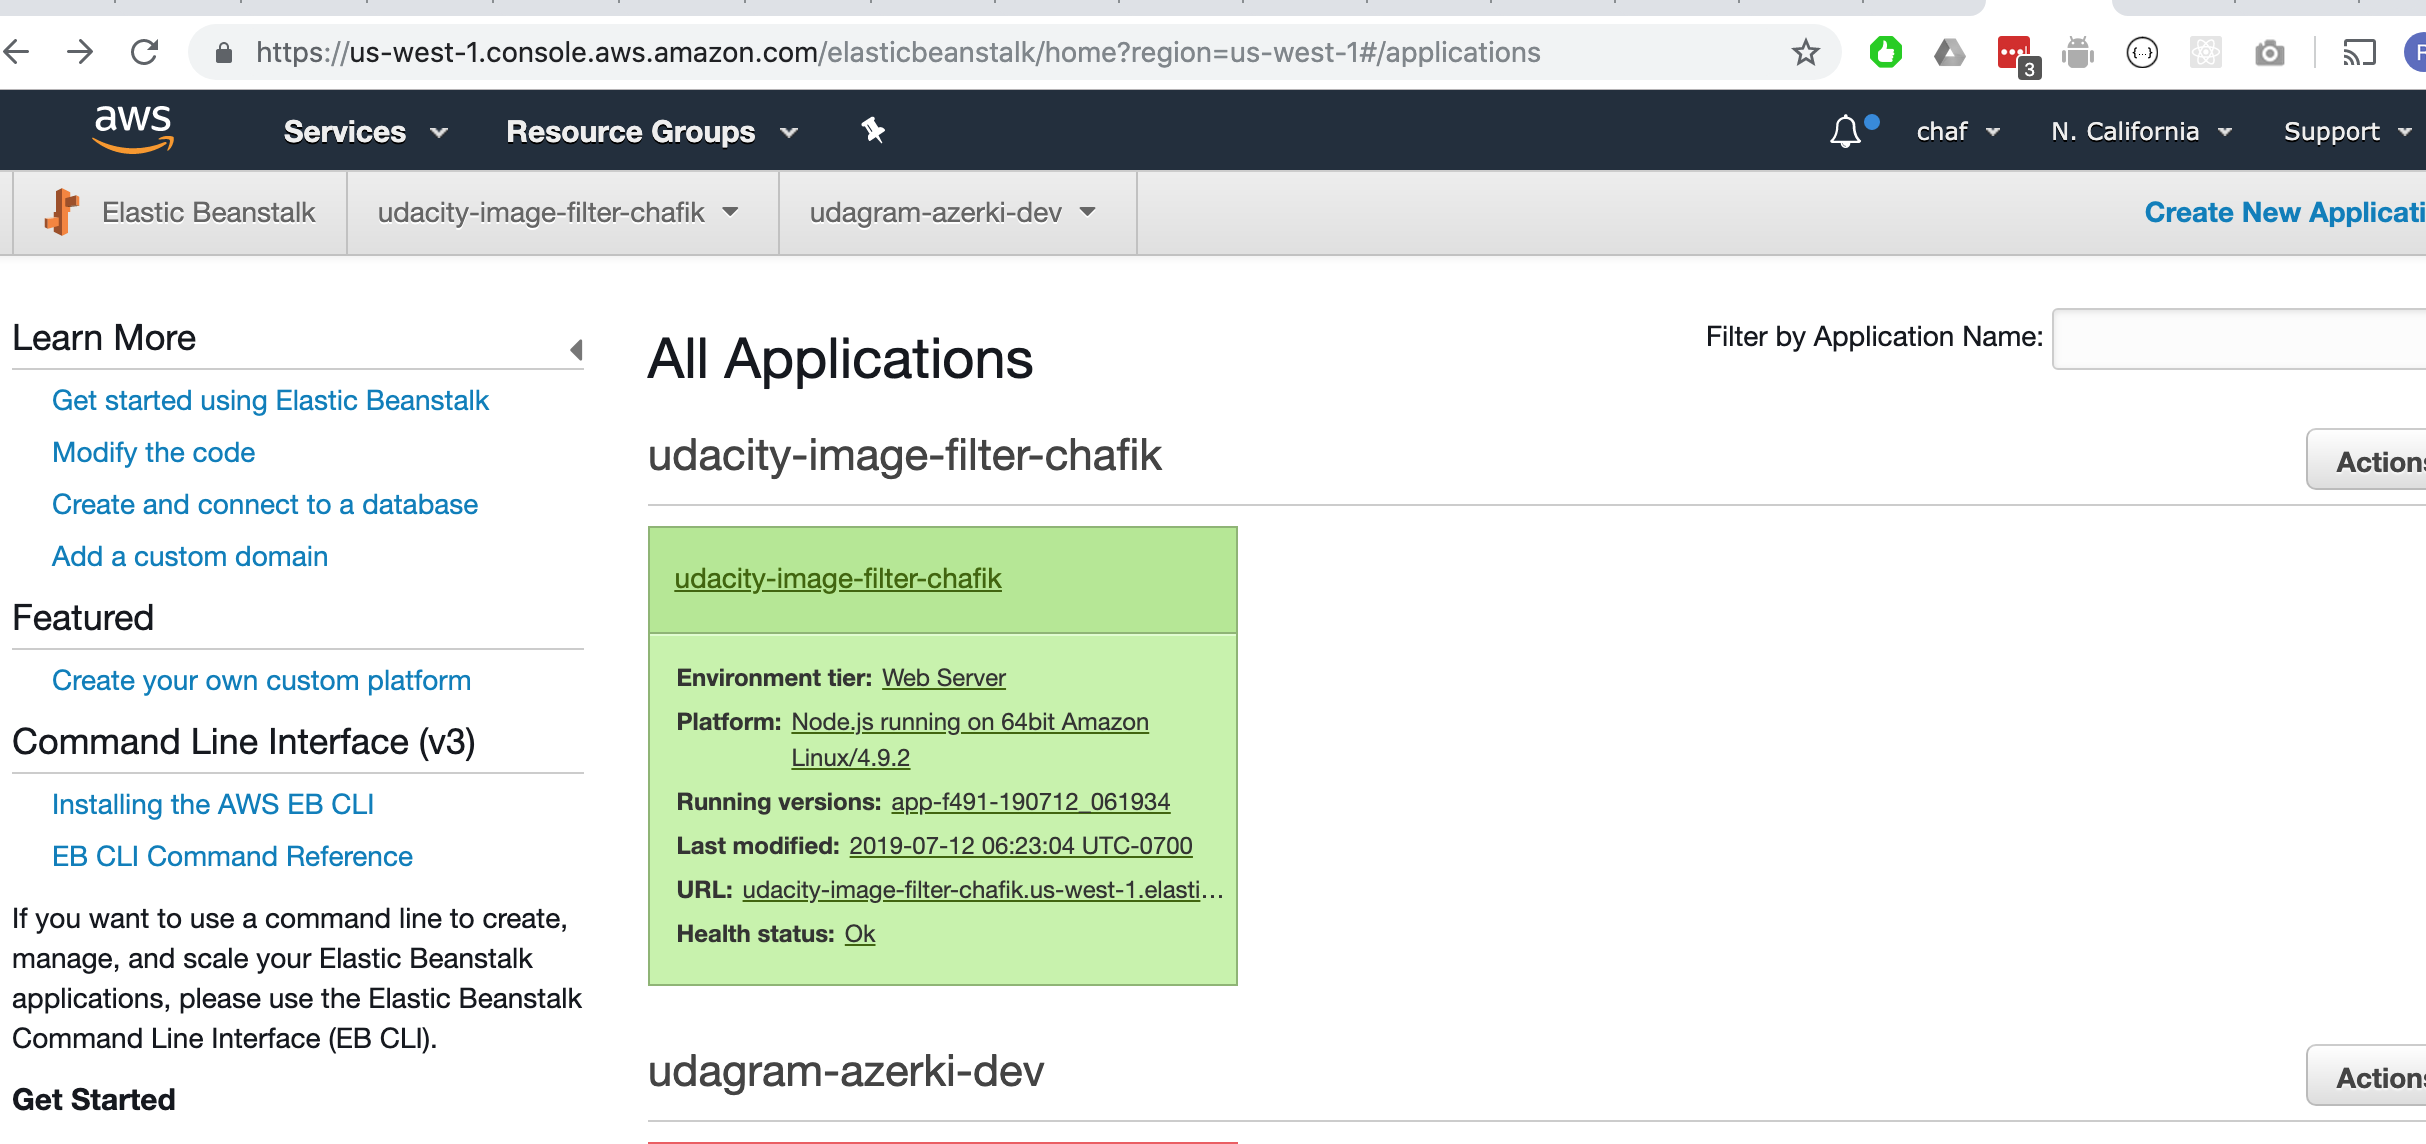 https://us-west-1.console.aws.amazon.com/elasticbeanstalk/home?region=us-west-1#/applications
3
aws
Services
Resource Groups
chaf
N. California
Support
Elastic Beanstalk
udacity-image-filter-chafik
udagram-azerki-dev
Create New Applicati
Learn More
Get started using Elastic Beanstalk
Modify the code
Create and connect to a database
Add a custom domain
Featured
Create your own custom platform
Command Line Interface (v3)
Installing the AWS EB CLI
EB CLI Command Reference
If you want to use a command line to create,
manage, and scale your Elastic Beanstalk
applications, please use the Elastic Beanstalk
Command Line Interface (EB CLI).
Get Started
All Applications
Filter by Application Name:
udacity-image-filter-chafik
Actions
udacity-image-filter-chafik
Environment tier: Web Server
Platform: Node.js running on 64bit Amazon
Linux/4.9.2
Running versions: app-f491-190712_061934
Last modified: 2019-07-12 06:23:04 UTC-0700
URL: udacity-image-filter-chafik.us-west-1.elasti...
Health status: Ok
udagram-azerki-dev
Actions